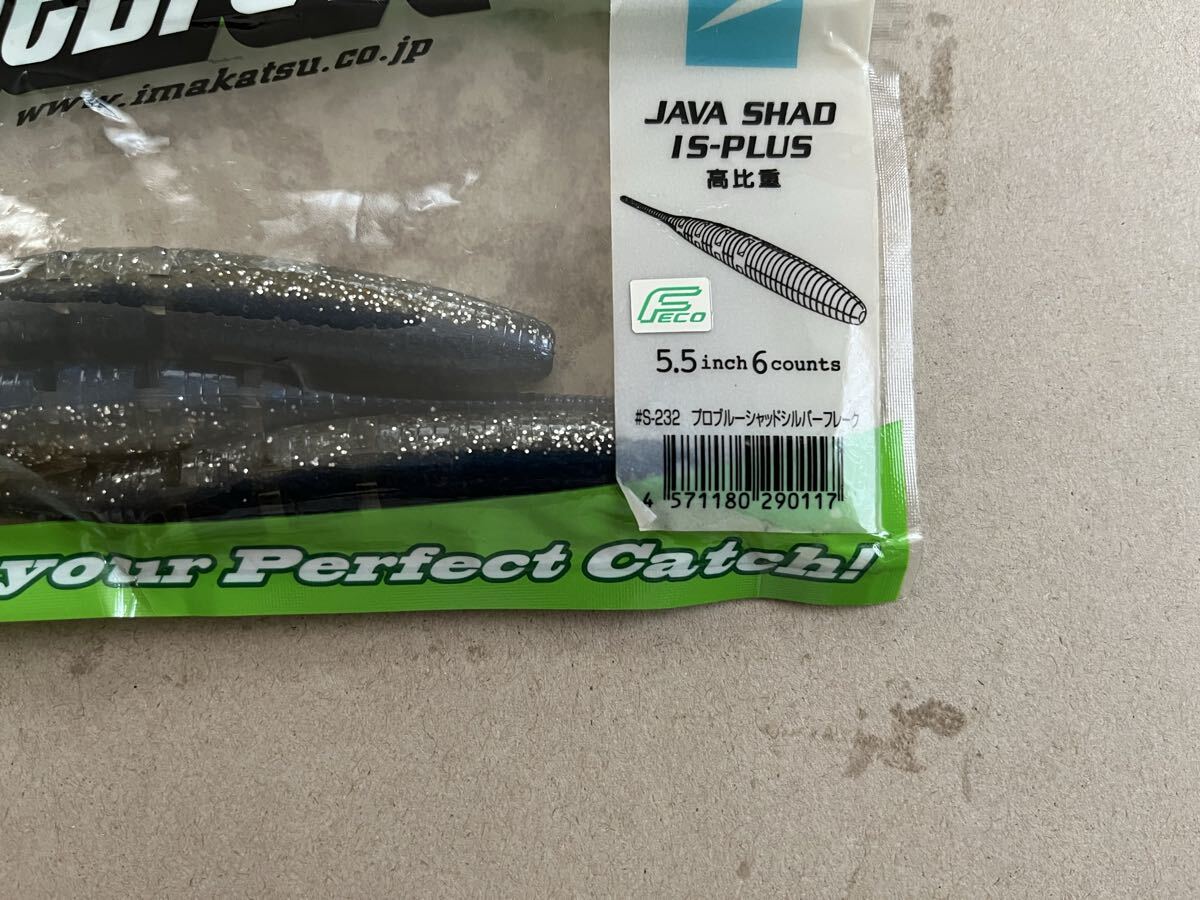 www.imakatsu.co.jp
JAVA SHAD
IS-PLUS
高比重
FECO
5.5 inch 6 counts
#S-232 プロブルーシャッドシルバーフレーク
4 571180 290117
your Perfect Catch!